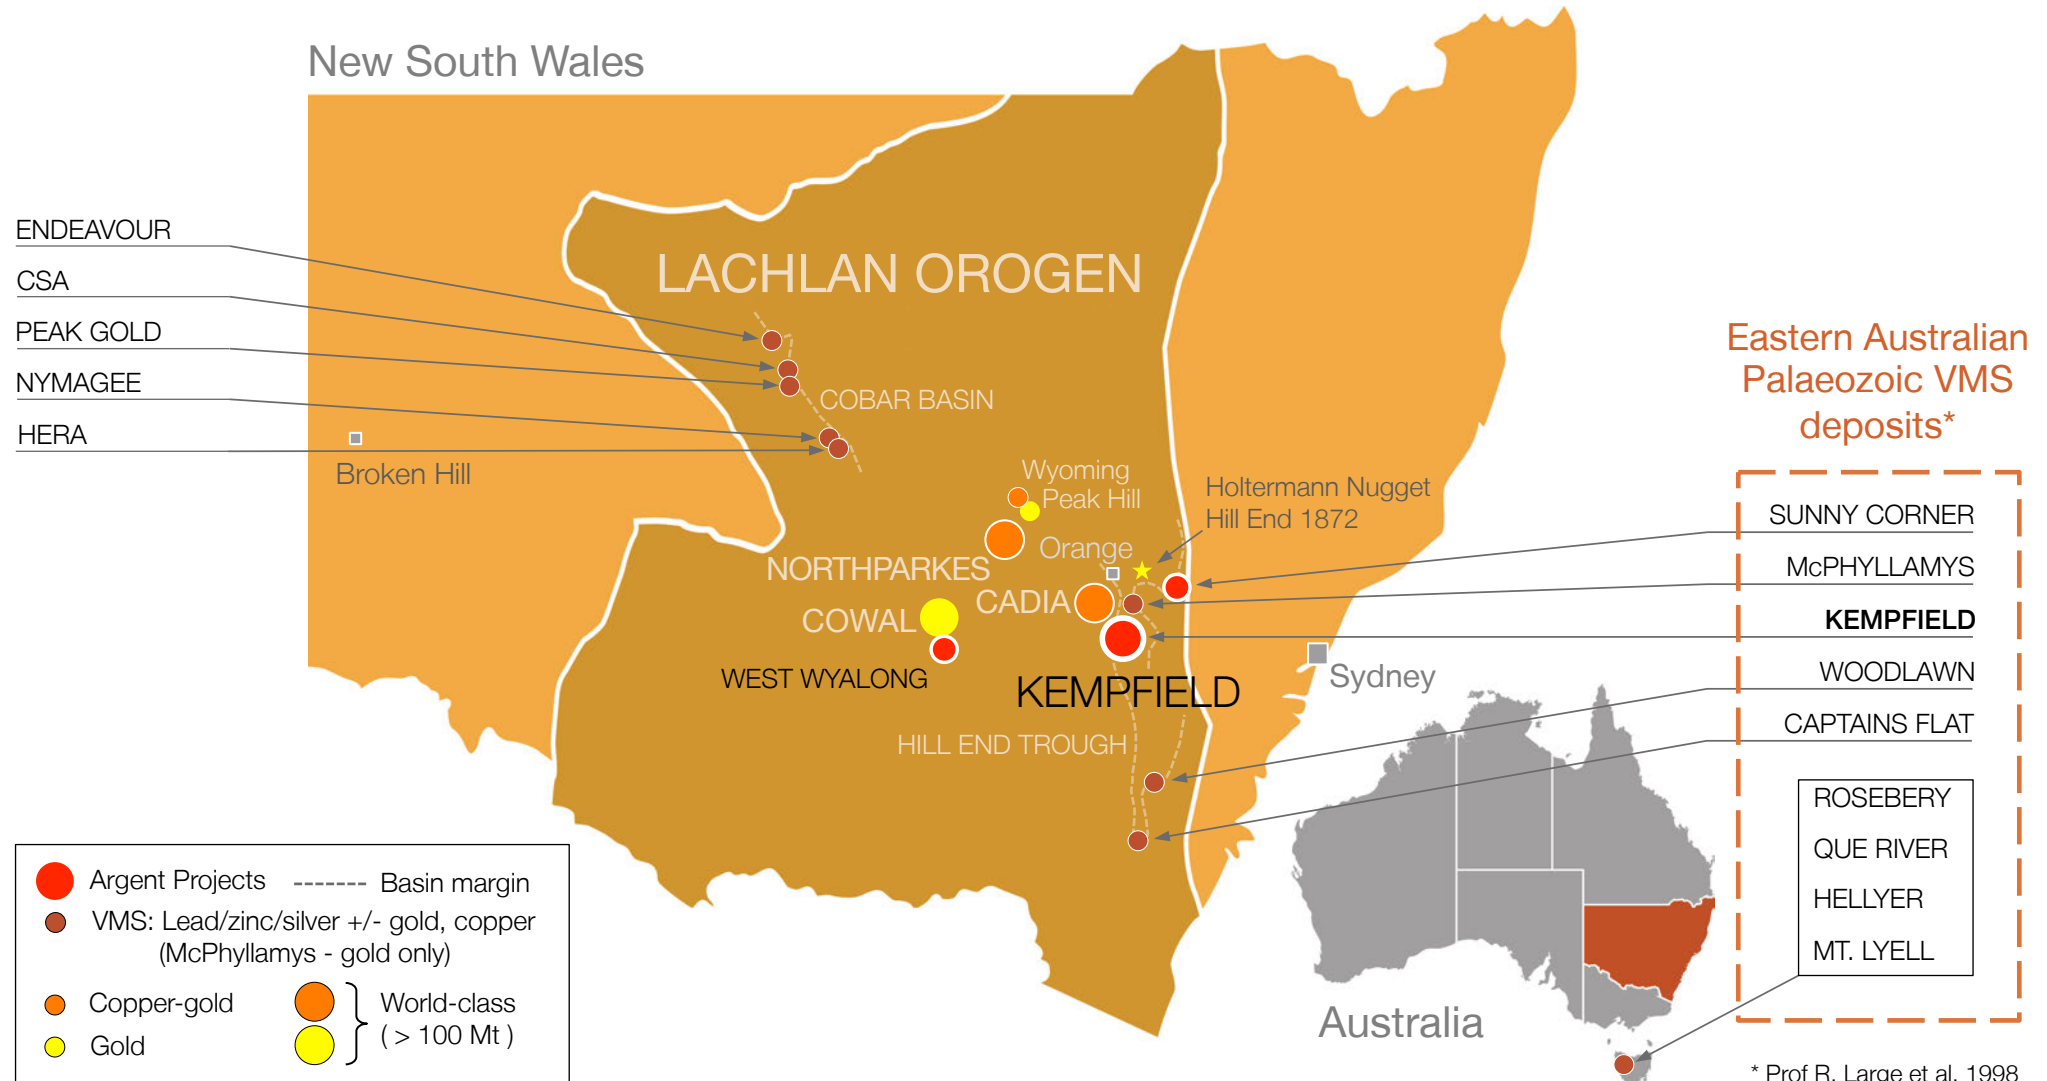 New South Wales
ENDEAVOUR
CSA
PEAK GOLD
NYMAGEE
HERA
Broken Hill
LACHLAN OROGEN
COBAR BASIN
Wyoming
Peak Hill
Holtermann Nugget
Hill End 1872
Orange
NORTHPARKES
CADIA
COWAL
WEST WYALONG
KEMPFIELD
Sydney
HILL END TROUGH
Eastern Australian
Palaeozoic VMS
deposits*
SUNNY CORNER
McPHYLLAMYS
KEMPFIELD
WOODLAWN
CAPTAINS FLAT
ROSEBERY
QUE RIVER
HELLYER
MT. LYELL
Australia
* Prof R. Large et al. 1998
Argent Projects
Basin margin
VMS: Lead/zinc/silver +/- gold, copper
(McPhyllamys - gold only)
Copper-gold
Gold
World-class
( > 100 Mt )